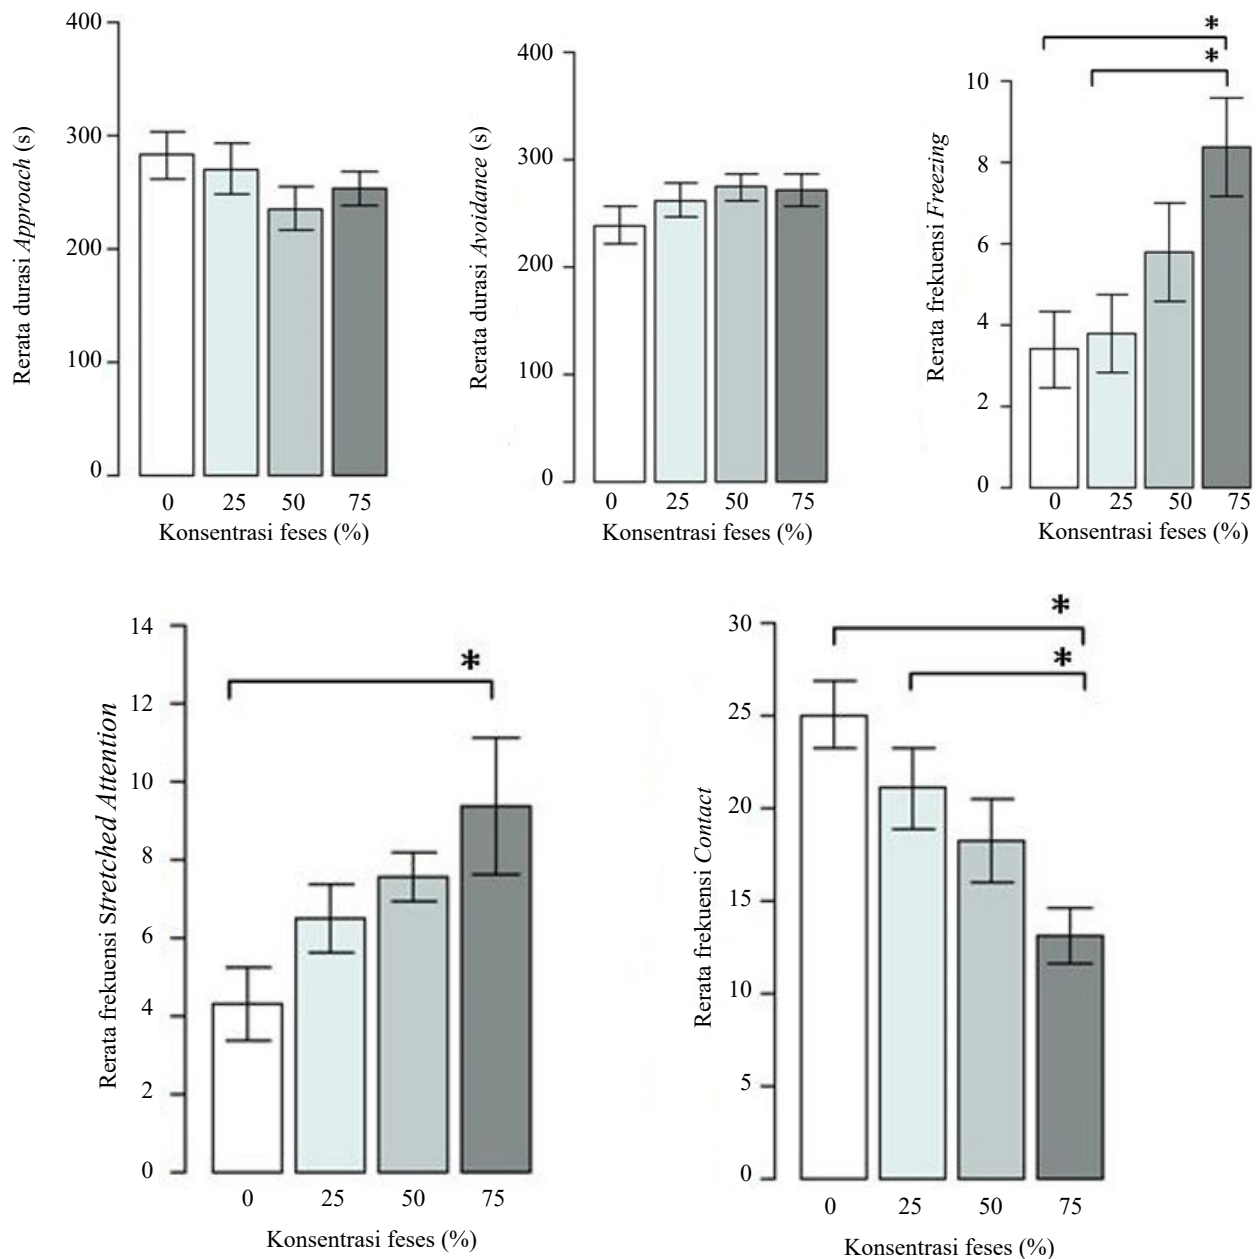 400
300
200
100
0
Rerata durasi Approach (s)
0 25 50 75
Konsentrasi feses (%)
400
300
200
100
0
Rerata durasi Avoidance (s)
0 25 50 75
Konsentrasi feses (%)
*
*
10
8
6
4
2
0
Rerata frekuensi Freezing
0 25 50 75
Konsentrasi feses (%)
14
12
10
8
6
4
2
0
*
Rerata frekuensi Stretched Attention
0 25 50 75
Konsentrasi feses (%)
30
25
20
15
10
5
0
*
*
Rerata frekuensi Contact
0 25 50 75
Konsentrasi feses (%)